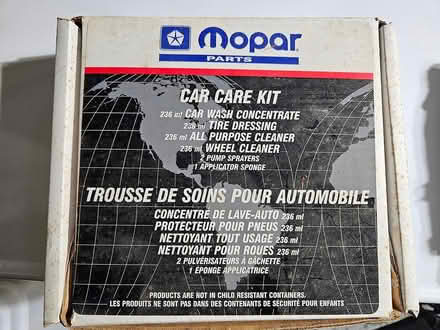 Mopar
PARTS
CAR CARE KIT
236 ml CAR WASH CONCENTRATE
236 ml TIRE DRESSING
236 ml ALL PURPOSE CLEANER
236 ml WHEEL CLEANER
2 PUMP SPRAYERS
1 APPLICATOR SPONGE
TROUSSE DE SOINS POUR AUTOMOBILE
CONCENTRE DE LAVE-AUTO 236 ml
PROTECTEUR POUR PNEUS 236 ml
NETTOYANT TOUT USAGE 236 ml
NETTOYANT POUR ROUES 236 ml
2 PULVERISATEURS A GÂCHETTE
1 ÉPONGE APPLICATRICE
PRODUCTS ARE NOT IN CHILD RESISTANT CONTAINERS.
LES PRODUITS NE SONT PAS DANS DES CONTENANTS DE SÉCURITÉ POUR ENFANTS